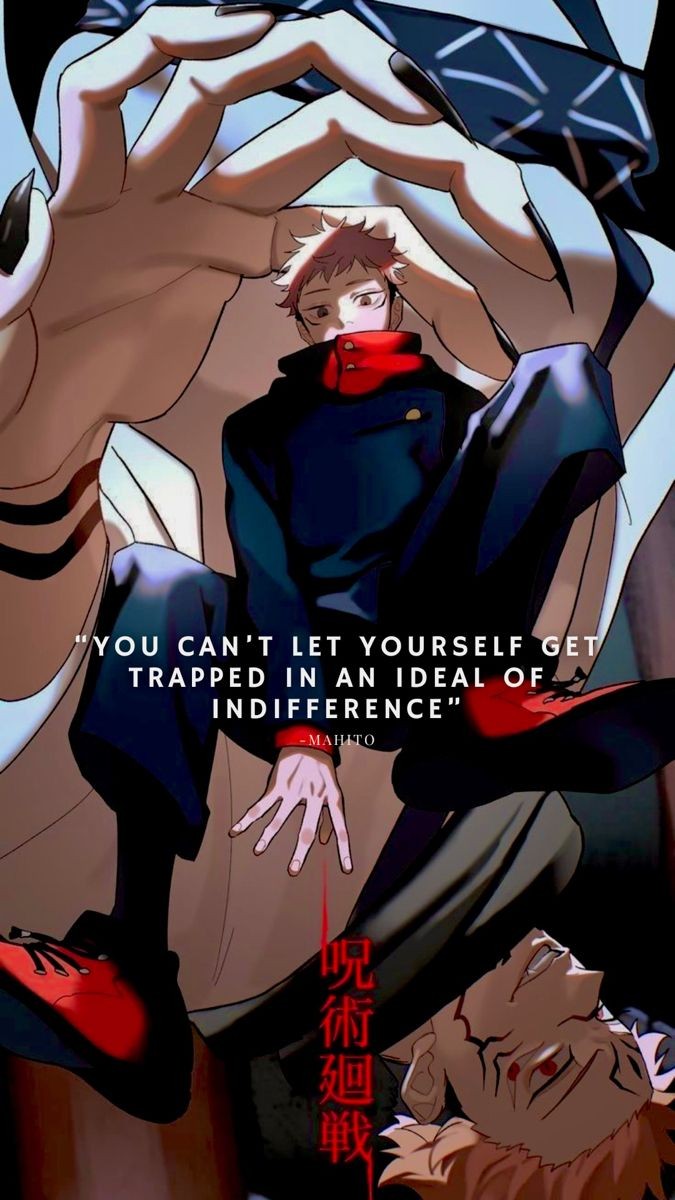 “YOU CAN’T LET YOURSELF GET
TRAPPED IN AN IDEAL OF
INDIFFERENCE”
-MAHITO
呪術廻戦